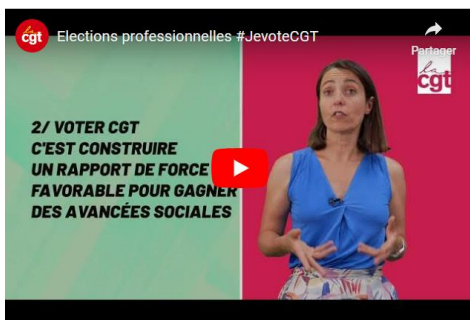 la
cgt
Elections professionnelles #JevoteCGT
Partager
la
cgt
2/ VOTER CGT
C'EST CONSTRUIRE
UN RAPPORT DE FORCE
FAVORABLE POUR GAGNER
DES AVANCÉES SOCIALES